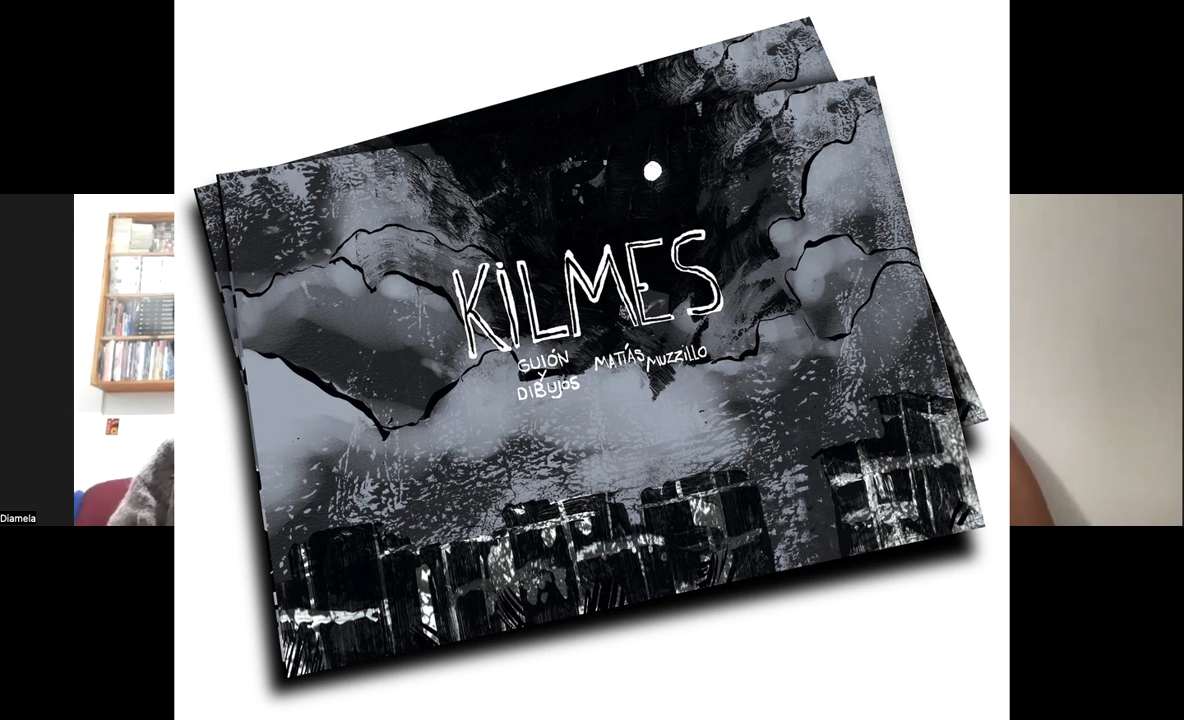 KiLMES
GUIÓN
Y
DIBUJOS
MATÍAS MUZZILLO
Diamela